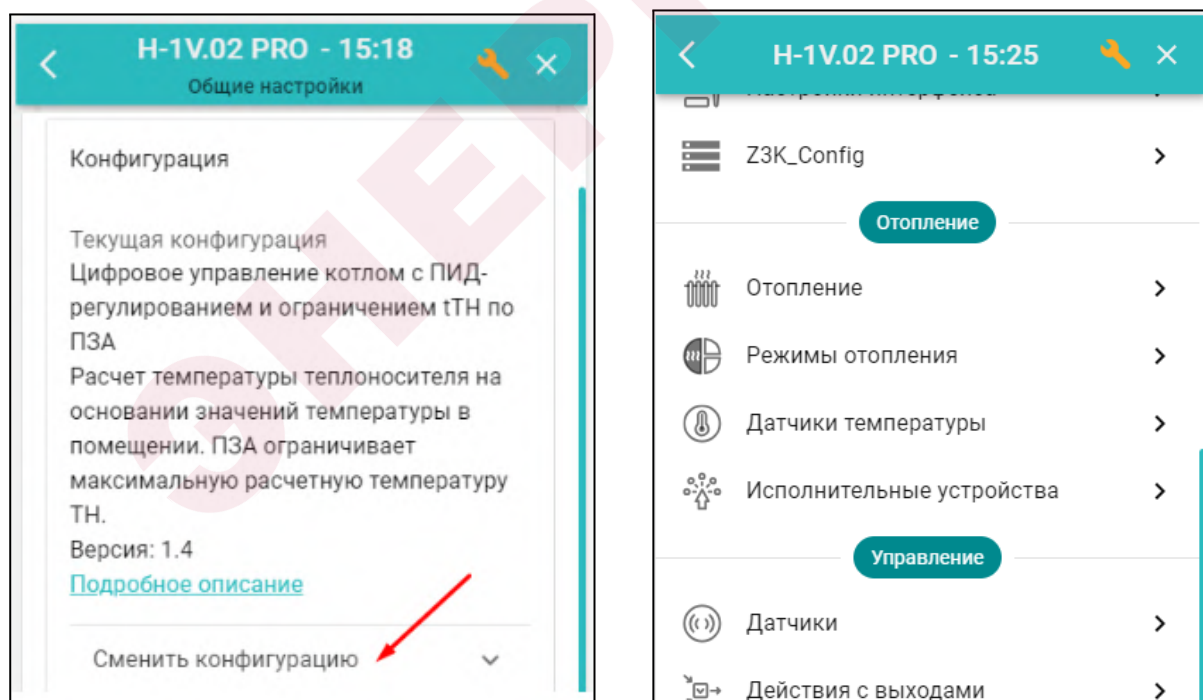 H-1V.02 PRO - 15:18
Общие настройки
Конфигурация
Текущая конфигурация
Цифровое управление котлом с ПИД-
регулированием и ограничением tТН по
ПЗА
Расчет температуры теплоносителя на
основании значений температуры в
помещении. ПЗА ограничивает
максимальную расчетную температуру
ТН.
Версия: 1.4
Подробное описание
Сменить конфигурацию
H-1V.02 PRO - 15:25
Z3K_Config
Отопление
Отопление
Режимы отопления
Датчики температуры
Исполнительные устройства
Управление
Датчики
Действия с выходами